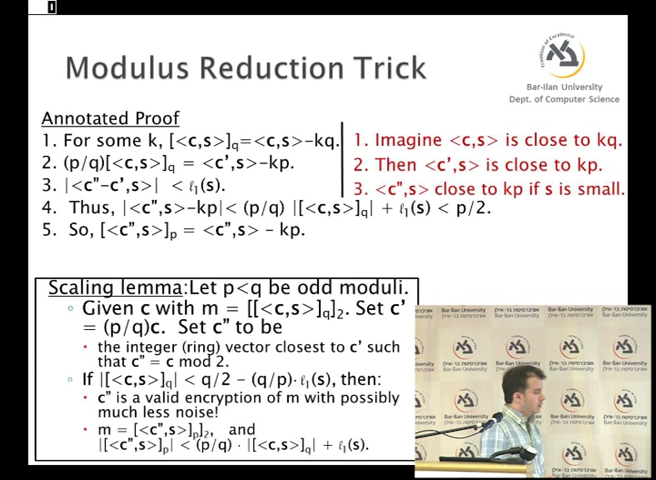 Modulus Reduction Trick
Bar-Ilan University
Dept. of Computer Science
Annotated Proof
1. For some k, [<c,s>]q=<c,s>-kq.
2. (p/q)[<c,s>]q = <c',s>-kp.
3. |<c"-c',s>| < ℓ1(s).
4. Thus, |<c",s>-kp|< (p/q) |[<c,s>]q| + ℓ1(s) < p/2.
5. So, [<c",s>]p = <c",s> - kp.
1. Imagine <c,s> is close to kq.
2. Then <c',s> is close to kp.
3. <c",s> close to kp if s is small.
Scaling lemma:Let p<q be odd moduli.
◦ Given c with m = [[<c,s>]q]2. Set c'
= (p/q)c. Set c" to be
• the integer (ring) vector closest to c' such
that c" = c mod 2.
◦ If |[<c,s>]q| < q/2 - (q/p)·ℓ1(s), then:
• c" is a valid encryption of m with possibly
much less noise!
• m = [<c",s>]p]2, and
|[<c",s>]p| < (p/q) · |[<c,s>]q| + ℓ1(s).
Bar-Ilan University